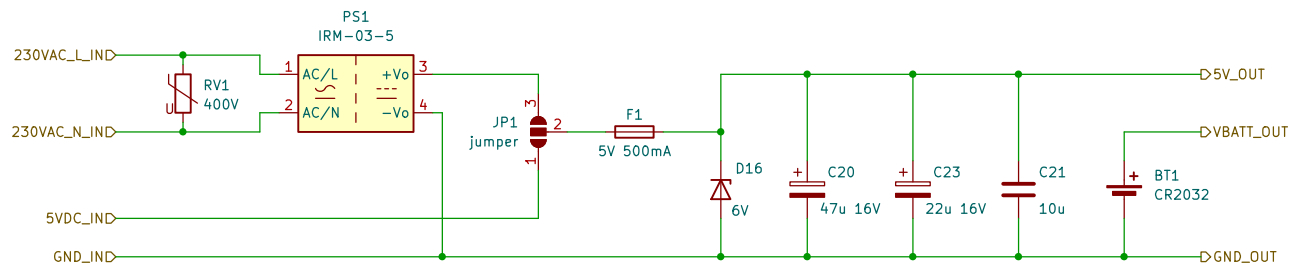 PS1
IRM-03-5
230VAC_L_IN
1
AC/L
+Vo
3
RV1
400V
U
2
AC/N
-Vo
4
230VAC_N_IN
3
JP1
jumper
2
1
F1
5V 500mA
5V_OUT
VBATT_OUT
D16
6V
+
C20
47u 16V
+
C23
22u 16V
C21
10u
+
BT1
CR2032
5VDC_IN
GND_IN
GND_OUT